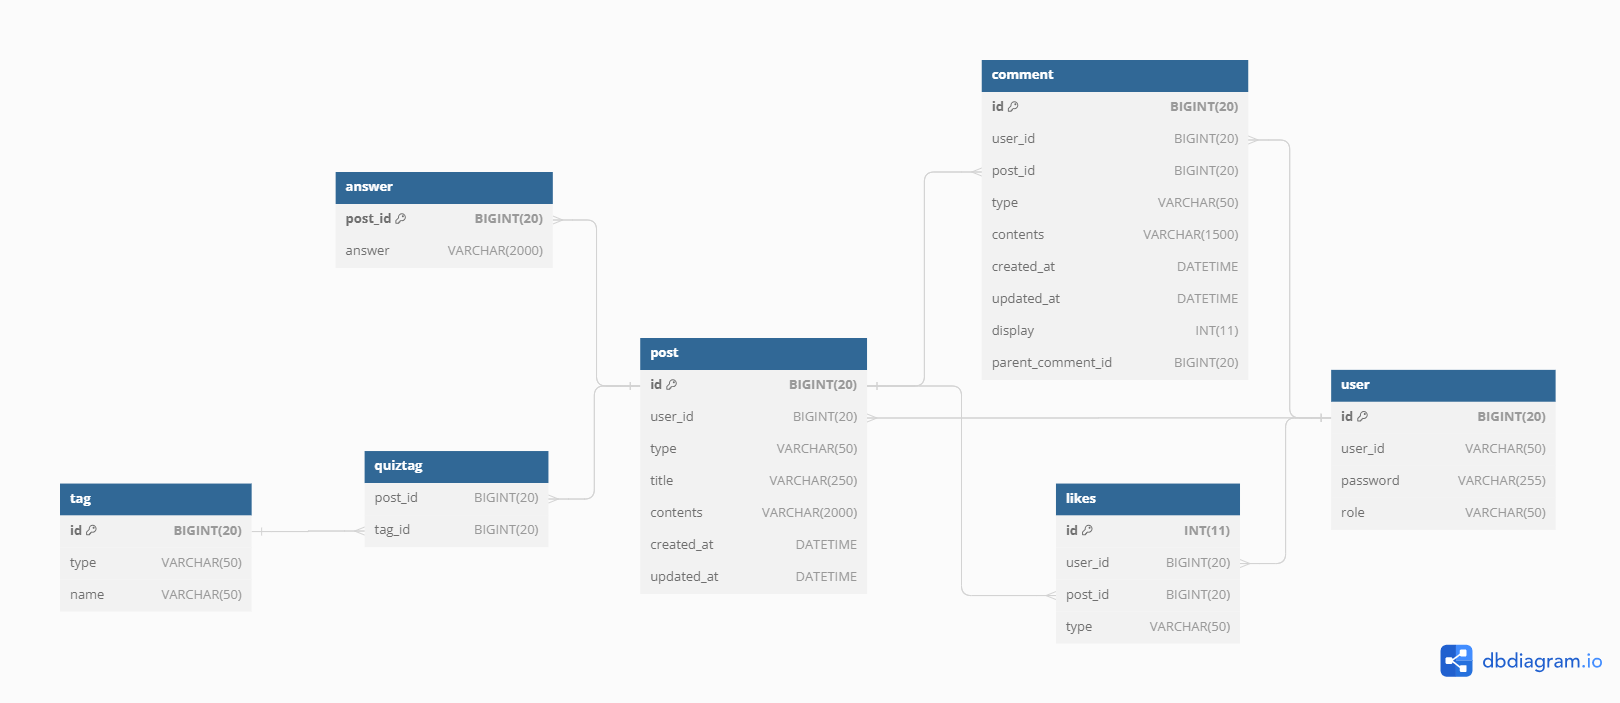 comment
id BIGINT(20)
user_id BIGINT(20)
post_id BIGINT(20)
type VARCHAR(50)
contents VARCHAR(1500)
created_at DATETIME
updated_at DATETIME
display INT(11)
parent_comment_id BIGINT(20)
answer
post_id BIGINT(20)
answer VARCHAR(2000)
post
id BIGINT(20)
user_id BIGINT(20)
type VARCHAR(50)
title VARCHAR(250)
contents VARCHAR(2000)
created_at DATETIME
updated_at DATETIME
user
id BIGINT(20)
user_id VARCHAR(50)
password VARCHAR(255)
role VARCHAR(50)
quiztag
post_id BIGINT(20)
tag_id BIGINT(20)
tag
id BIGINT(20)
type VARCHAR(50)
name VARCHAR(50)
likes
id INT(11)
user_id BIGINT(20)
post_id BIGINT(20)
type VARCHAR(50)
dbdiagram.io